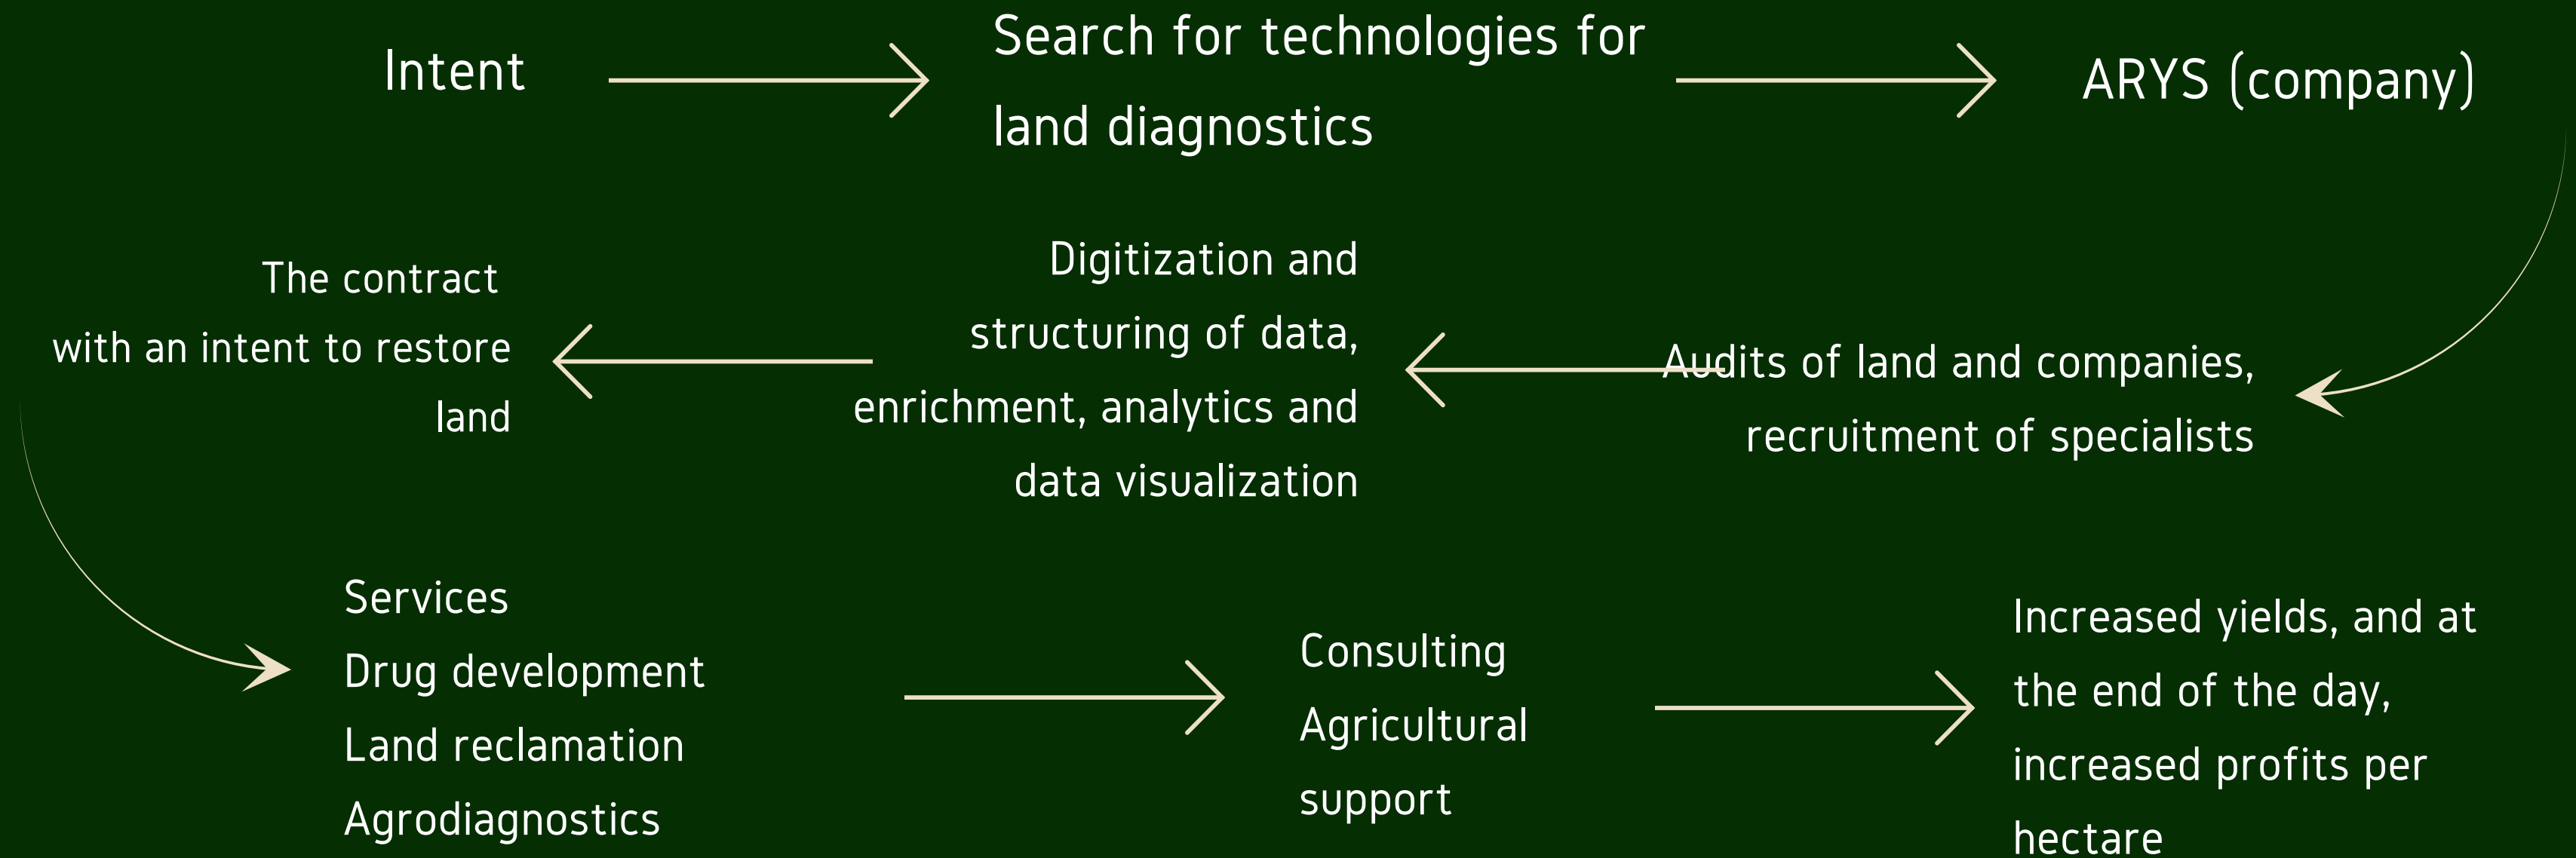 Intent
Search for technologies for
land diagnostics
ARYS (company)
Audits of land and companies,
recruitment of specialists
Digitization and
structuring of data,
enrichment, analytics and
data visualization
The contract
with an intent to restore
land
Services
Drug development
Land reclamation
Agrodiagnostics
Consulting
Agricultural
support
Increased yields, and at
the end of the day,
increased profits per
hectare